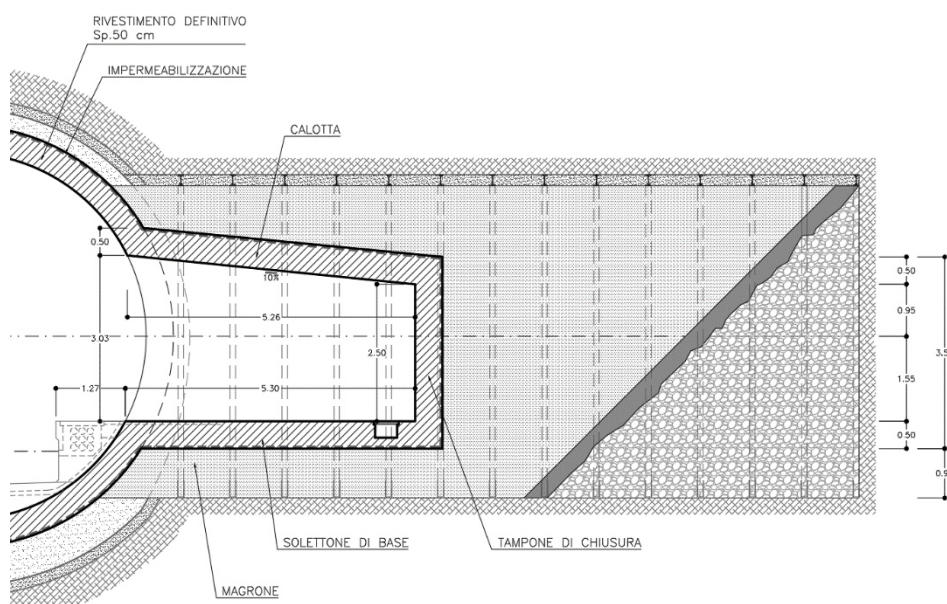 RIVESTIMENTO DEFINITIVO
Sp.50 cm
IMPERMEABILIZZAZIONE
CALOTTA
0.50
10%
5.26
3.03
2.50
1.27
5.30
0.50
0.95
1.55
0.50
SOLETTONE DI BASE
TAMPONE DI CHIUSURA
MAGRONE